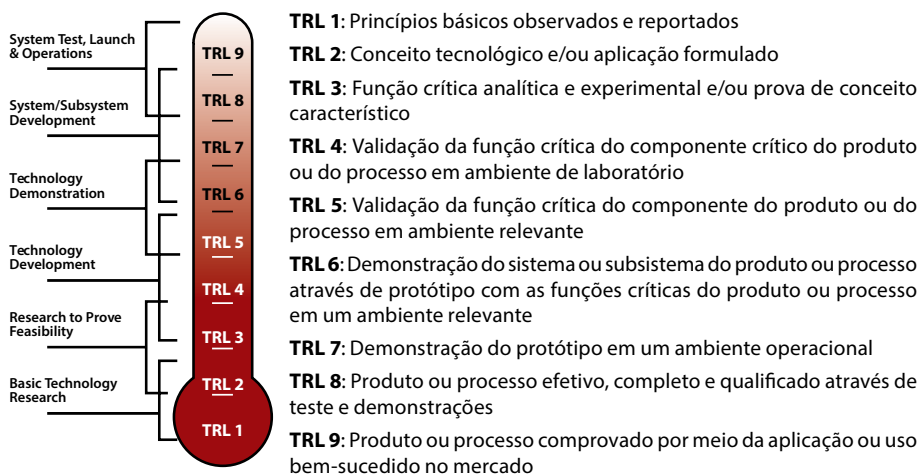 System Test, Launch
& Operations
System/Subsystem
Development
Technology
Demonstration
Technology
Development
Research to Prove
Feasibility
Basic Technology
Research
TRL 9
TRL 8
TRL 7
TRL 6
TRL 5
TRL 4
TRL 3
TRL 2
TRL 1
TRL 1: Princípios básicos observados e reportados
TRL 2: Conceito tecnológico e/ou aplicação formulado
TRL 3: Função crítica analítica e experimental e/ou prova de conceito
característico
TRL 4: Validação da função crítica do componente crítico do produto
ou do processo em ambiente de laboratório
TRL 5: Validação da função crítica do componente do produto ou do
processo em ambiente relevante
TRL 6: Demonstração do sistema ou subsistema do produto ou processo
através de protótipo com as funções críticas do produto ou processo
em um ambiente relevante
TRL 7: Demonstração do protótipo em um ambiente operacional
TRL 8: Produto ou processo efetivo, completo e qualificado através de
teste e demonstrações
TRL 9: Produto ou processo comprovado por meio da aplicação ou uso
bem-sucedido no mercado